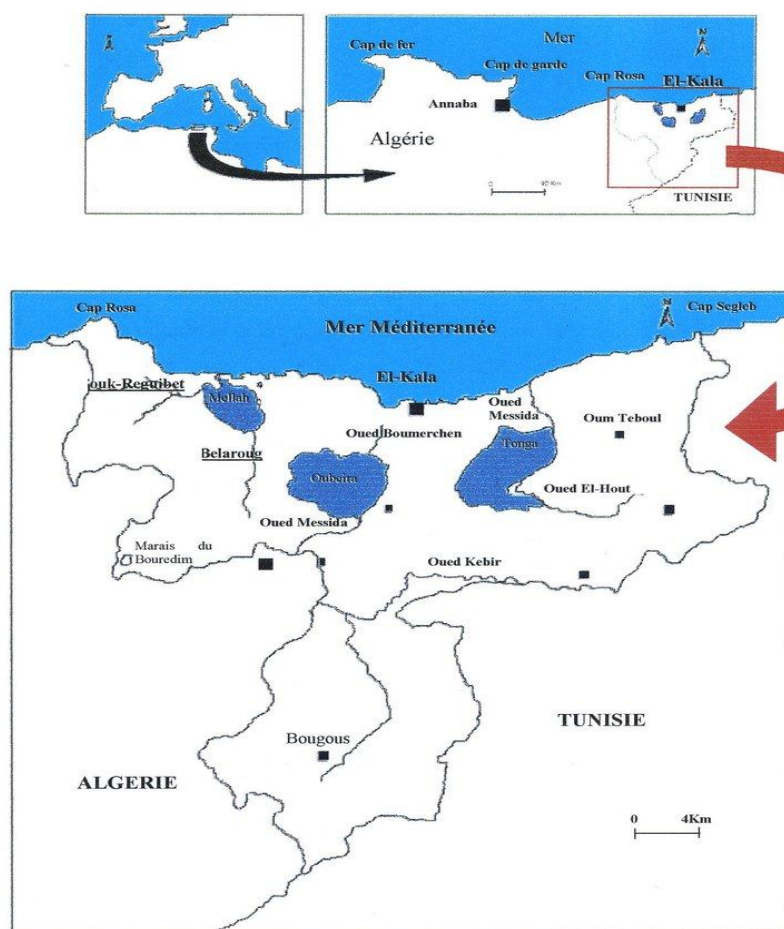 Mer
Cap de fer
Cap de garde
Cap Rosa
El-Kala
Annaba
Algérie
0
TUNISIE
Cap Rosa
Cap Segleb
Mer Méditerranée
El-Kala
jouk-Reguibet
Mellah
Oued
Messida
Oum Teboul
Oued Boumerchen
Belaroug
Tonga
Oubeira
Oued El-Hout
Oued Messida
Marais du
Bouredim
Oued Kebir
TUNISIE
Bougous
ALGERIE
0 4Km